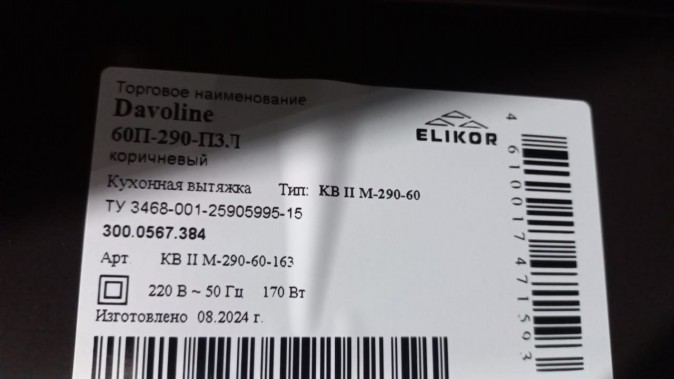 Торговое наименование
Davoline
60П-290-П3Л
коричневый
ELIKOR
Кухонная вытяжка Тип: КВ II М-290-60
ТУ 3468-001-25905995-15
300.0567.384
Арт КВ II М-290-60-163
220 В ~ 50 Гц 170 Вт
Изготовлено 08.2024 г.
4 610017 471593